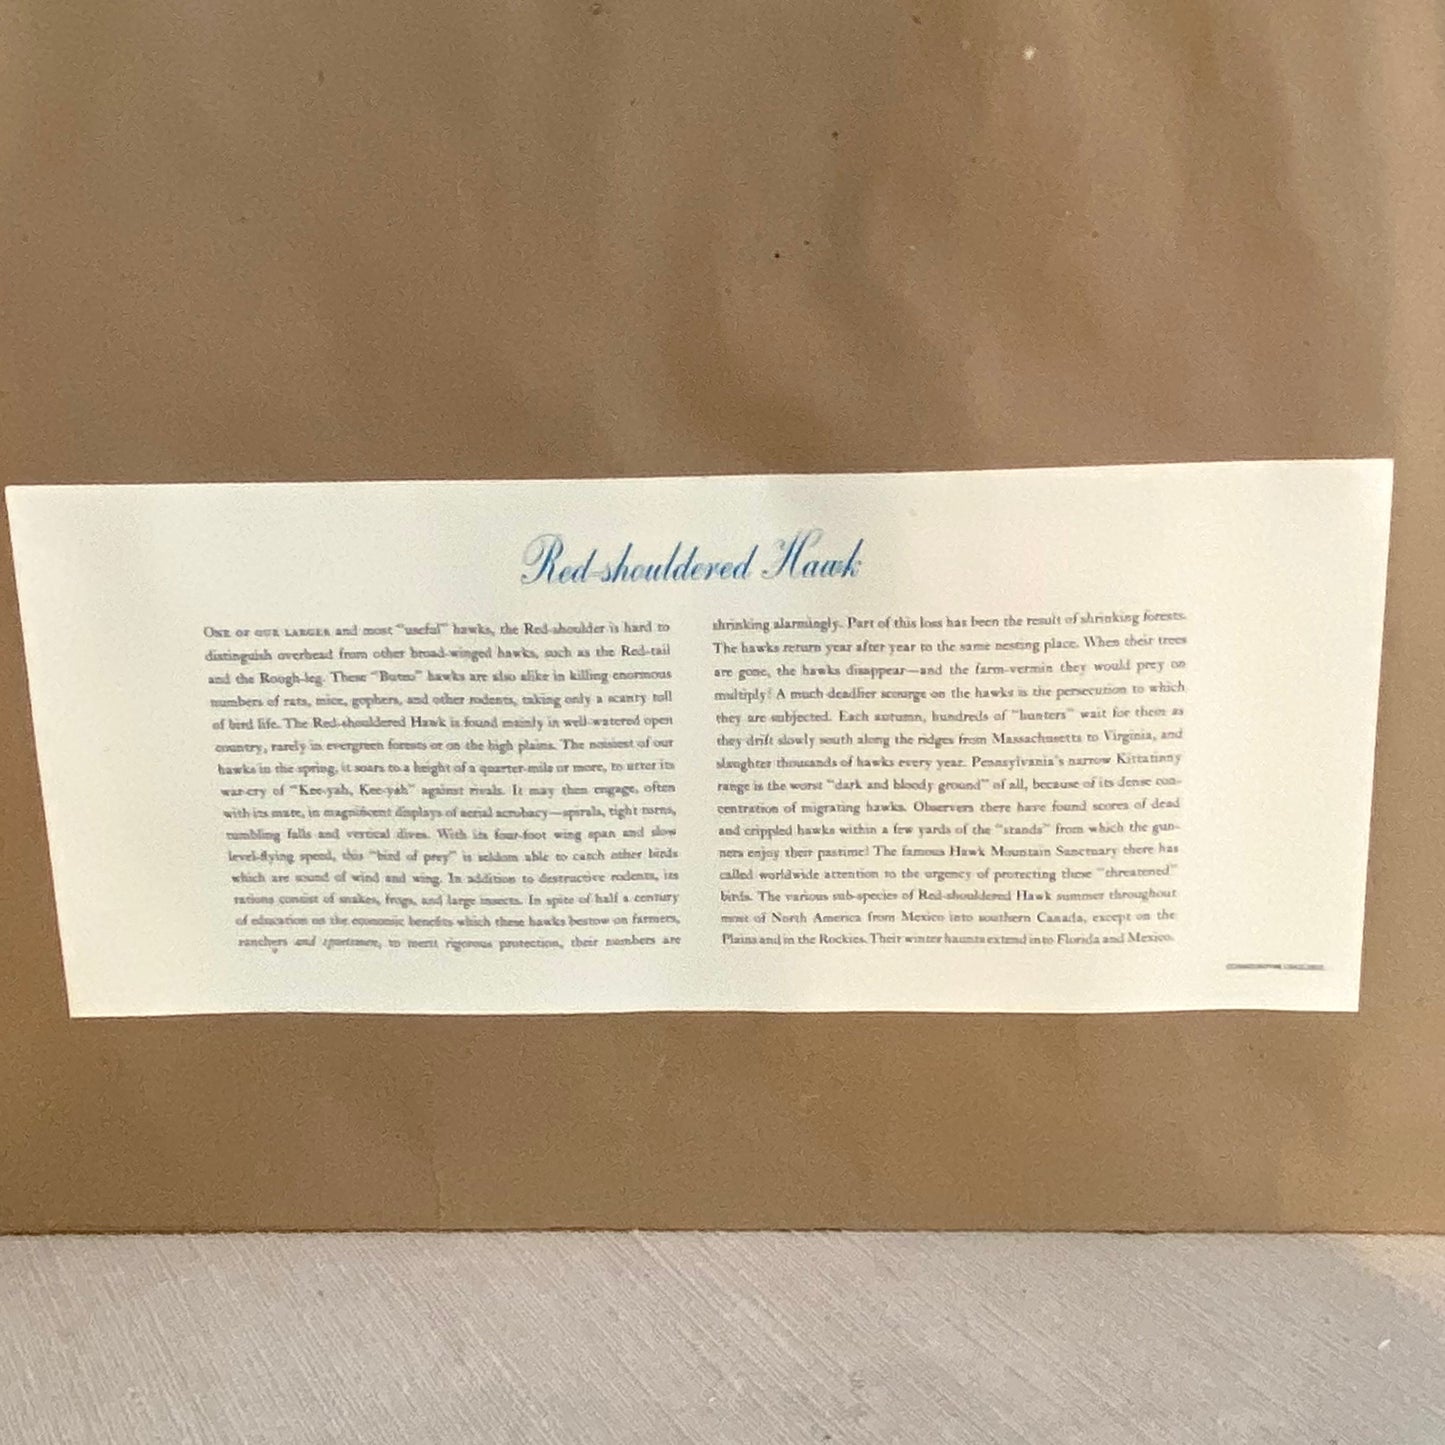 Red-shouldered Hawk
ONE OF OUR LARGER and most "useful" hawks, the Red-shoulder is hard to
distinguish overhead from other broad-winged hawks, such as the Red-tail
and the Rough-leg. These "Buteo" hawks are also alike in killing enormous
numbers of rats, mice, gophers, and other rodents, taking only a scanty toll
of bird life. The Red-shouldered Hawk is found mainly in well-watered open
country, rarely in evergreen forests or on the high plains. The noisiest of our
hawks in the spring, it soars to a height of a quarter-mile or more, to utter its
war-cry of "Kee-yah, Kee-yah" against rivals. It may then engage, often
with its mate, in magnificent displays of aerial acrobacy—spirals, tight turns,
tumbling falls and vertical dives. With its four-foot wing span and slow
level-flying speed, this "bird of prey" is seldom able to catch other birds
which are sound of wind and wing. In addition to destructive rodents, its
rations consist of snakes, frogs, and large insects. In spite of half a century
of education on the economic benefits which these hawks bestow on farmers,
ranchers and sportsmen, to merit rigorous protection, their numbers are
shrinking alarmingly. Part of this loss has been the result of shrinking forests.
The hawks return year after year to the same nesting place. When their trees
are gone, the hawks disappear—and the farm-vermin they would prey on
multiply! A much deadlier scourge on the hawks is the persecution to which
they are subjected. Each autumn, hundreds of "hunters" wait for them as
they drift slowly south along the ridges from Massachusetts to Virginia, and
slaughter thousands of hawks every year. Pennsylvania's narrow Kittatinny
range is the worst "dark and bloody ground" of all, because of its dense con-
centration of migrating hawks. Observers there have found scores of dead
and crippled hawks within a few yards of the "stands" from which the gun-
ners enjoy their pastime! The famous Hawk Mountain Sanctuary there has
called worldwide attention to the urgency of protecting these "threatened"
birds. The various sub-species of Red-shouldered Hawk summer throughout
most of North America from Mexico into southern Canada, except on the
Plains and in the Rockies. Their winter haunts extend into Florida and Mexico.